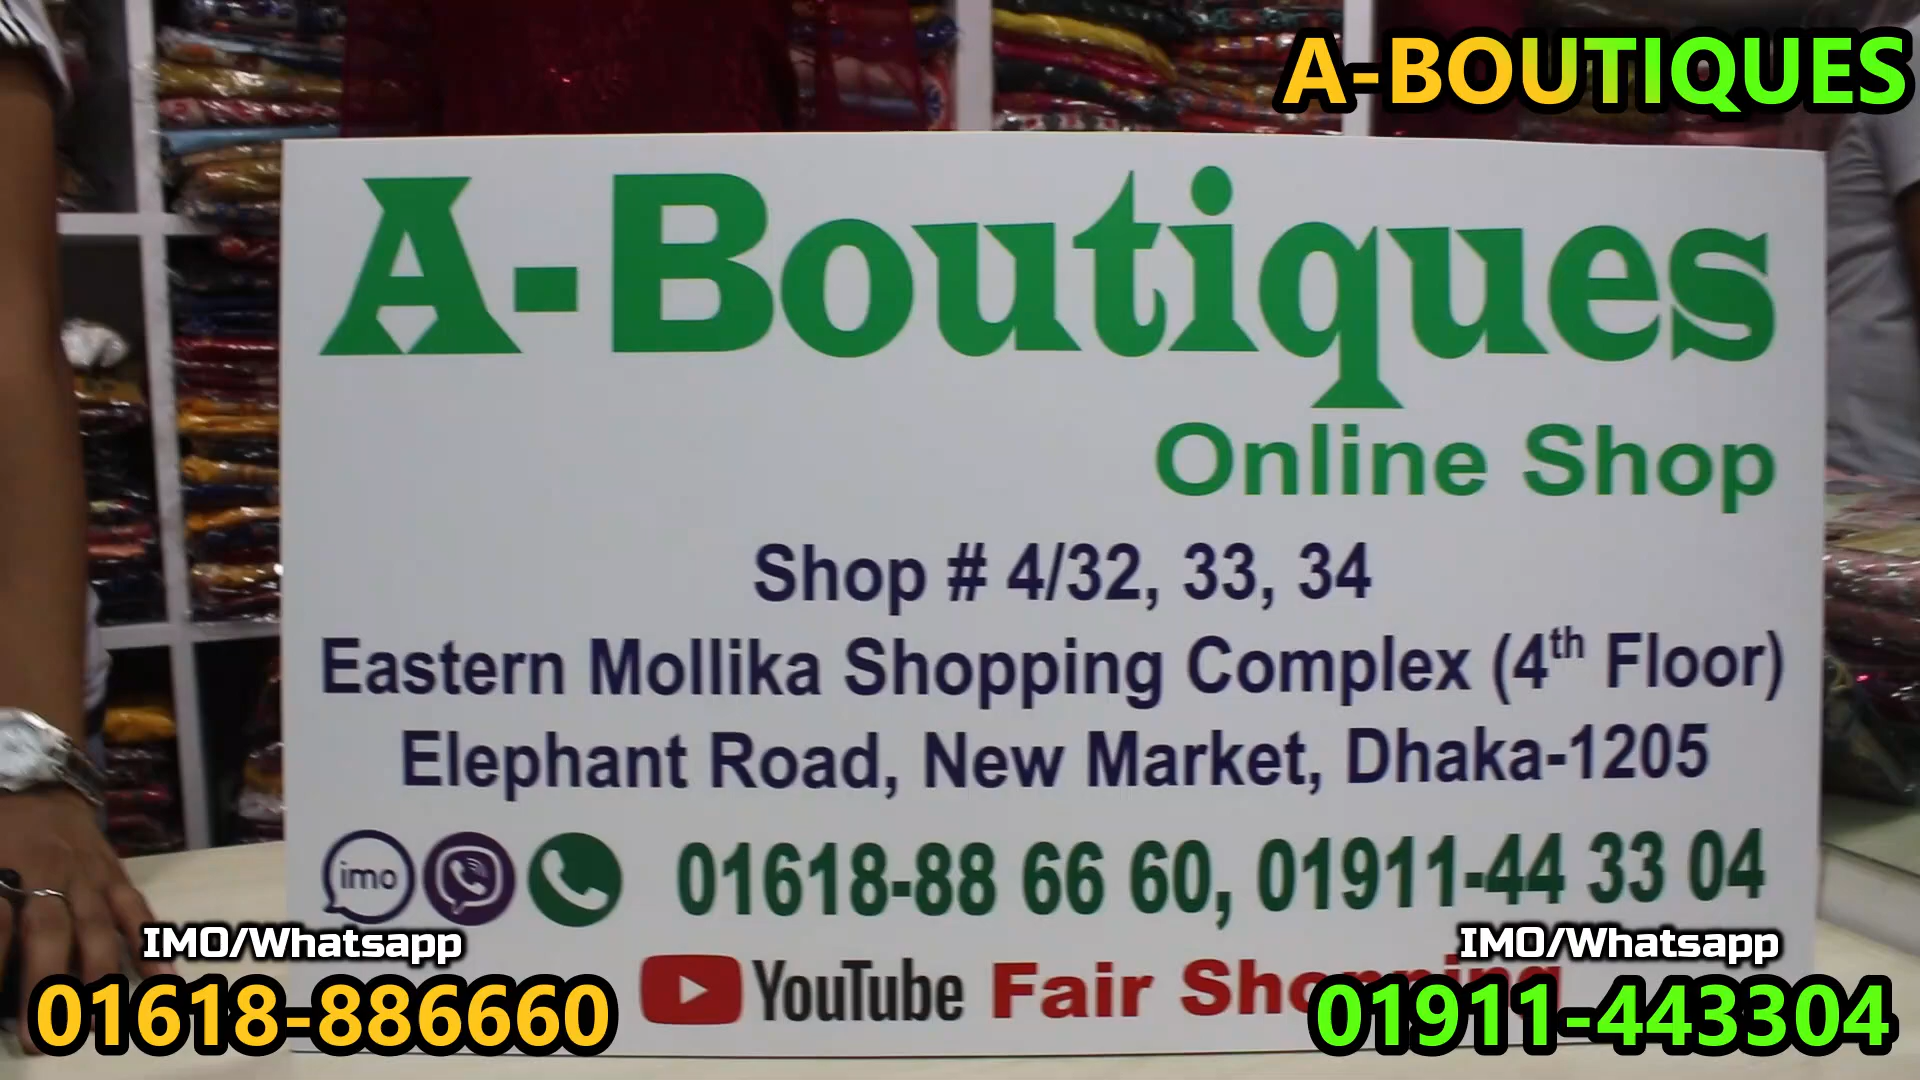 A-BOUTIQUES
A-Boutiques
Online Shop
Shop # 4/32, 33, 34
Eastern Mollika Shopping Complex (4th Floor)
Elephant Road, New Market, Dhaka-1205
imo 01618-88 66 60, 01911-44 33 04
YouTube Fair Shopping
IMO/Whatsapp
01618-886660
IMO/Whatsapp
01911-443304